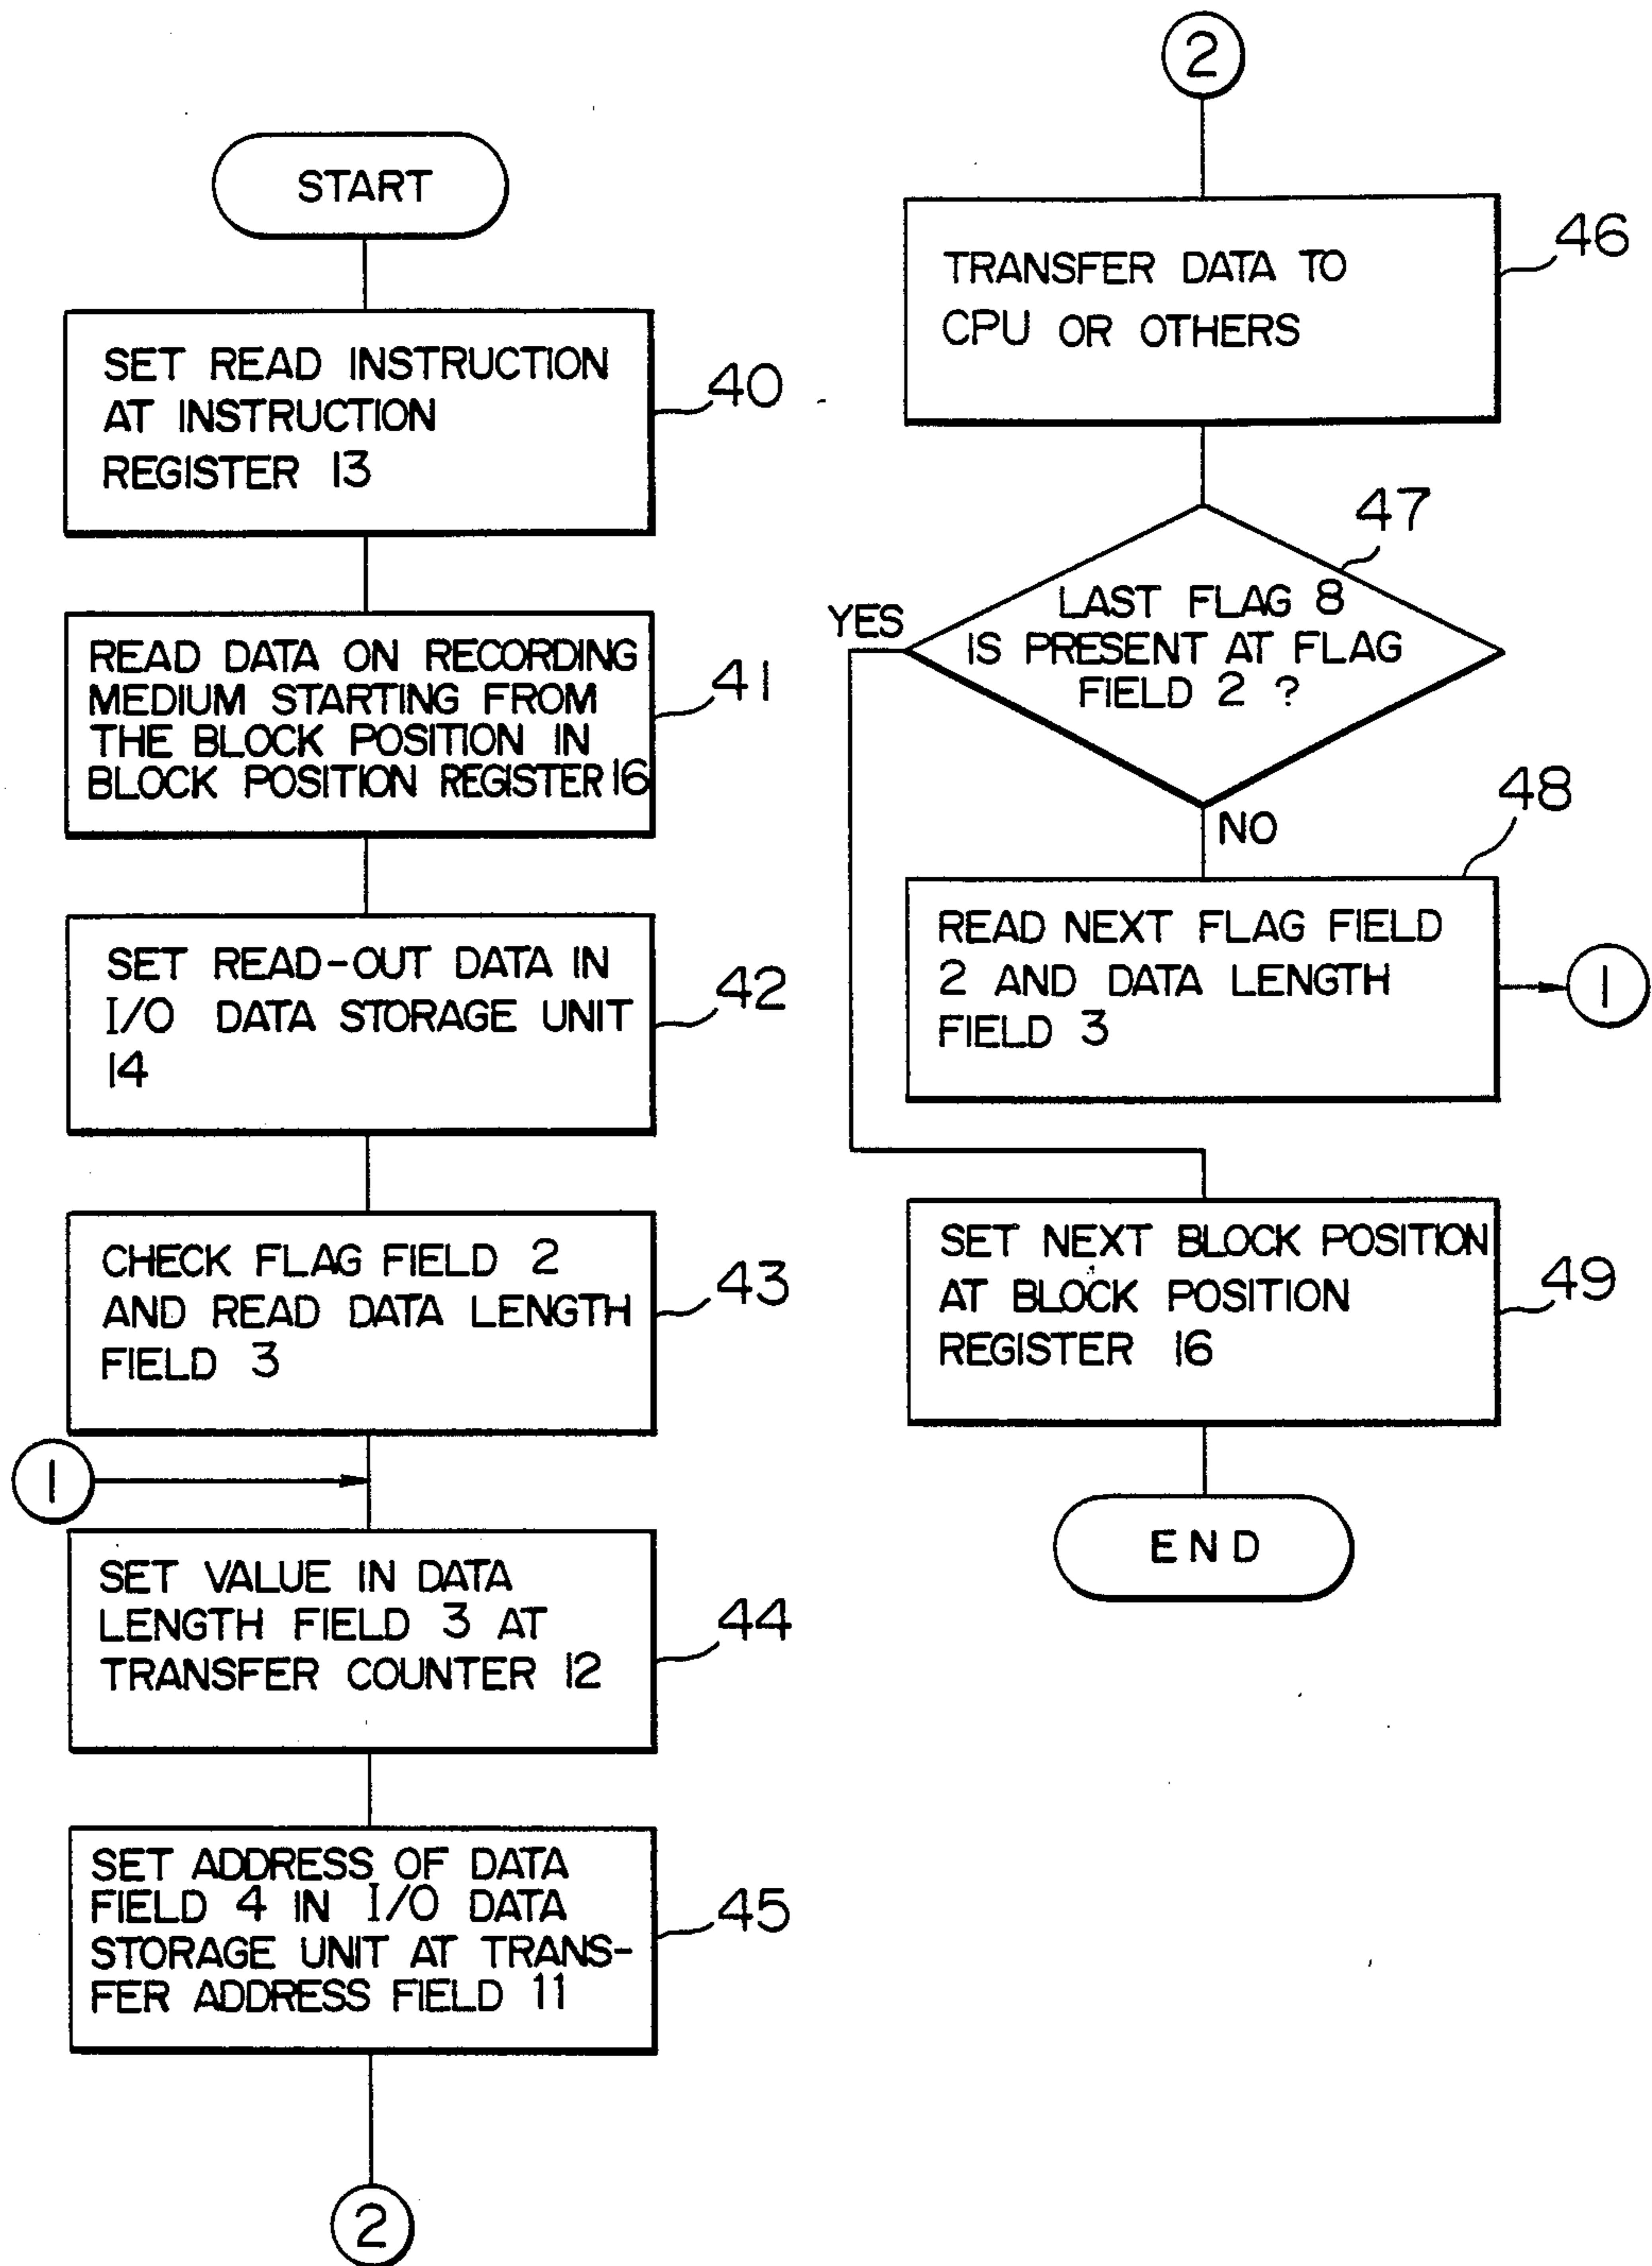 START
SET READ INSTRUCTION
AT INSTRUCTION
REGISTER 13
40
READ DATA ON RECORDING
MEDIUM STARTING FROM
THE BLOCK POSITION IN
BLOCK POSITION REGISTER 16
41
SET READ-OUT DATA IN
I/O DATA STORAGE UNIT
14
42
CHECK FLAG FIELD 2
AND READ DATA LENGTH
FIELD 3
43
1
SET VALUE IN DATA
LENGTH FIELD 3 AT
TRANSFER COUNTER 12
44
SET ADDRESS OF DATA
FIELD 4 IN I/O DATA
STORAGE UNIT AT TRANS-
FER ADDRESS FIELD 11
45
2
2
TRANSFER DATA TO
CPU OR OTHERS
46
47
LAST FLAG 8
IS PRESENT AT FLAG
FIELD 2 ?
YES
NO
48
READ NEXT FLAG FIELD
2 AND DATA LENGTH
FIELD 3
1
SET NEXT BLOCK POSITION
AT BLOCK POSITION
REGISTER 16
49
END